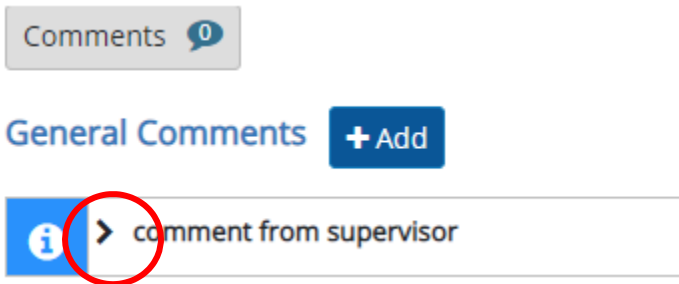 Comments 0
General Comments + Add
comment from supervisor